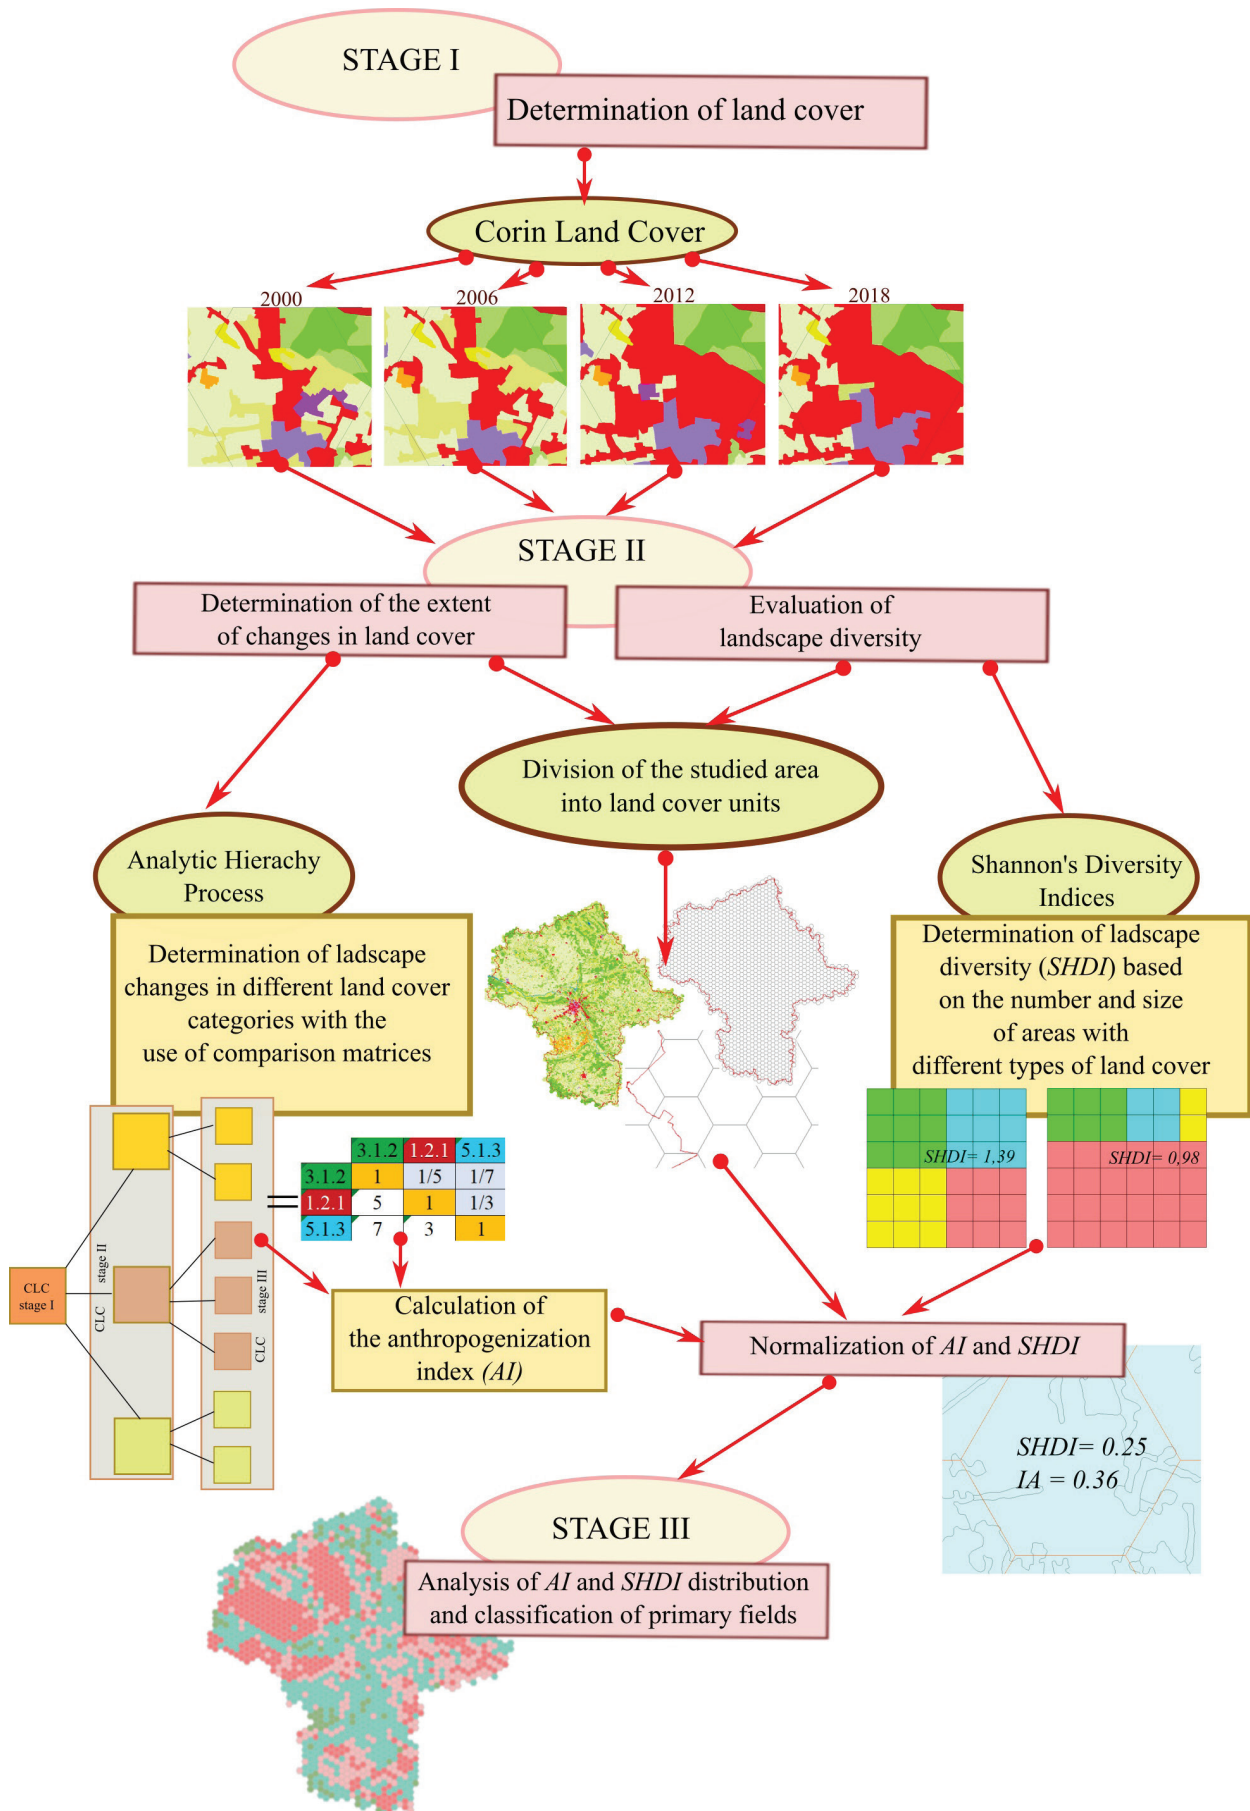 STAGE I
Determination of land cover
Corin Land Cover
2000
2006
2012
2018
STAGE II
Determination of the extent
of changes in land cover
Evaluation of
landscape diversity
Division of the studied area
into land cover units
Analytic Hierachy
Process
Shannon's Diversity
Indices
Determination of ladscape
changes in different land cover
categories with the
use of comparison matrices
Determination of ladscape
diversity (SHDI) based
on the number and size
of areas with
different types of land cover
SHDI= 1,39
SHDI= 0,98
3.1.2 1.2.1 5.1.3
3.1.2 1 1/5 1/7
1.2.1 5 1 1/3
5.1.3 7 3 1
CLC
stage I
CLC stage II
CLC stage III
Calculation of
the anthropogenization
index (AI)
Normalization of AI and SHDI
SHDI= 0.25
IA = 0.36
STAGE III
Analysis of AI and SHDI distribution
and classification of primary fields